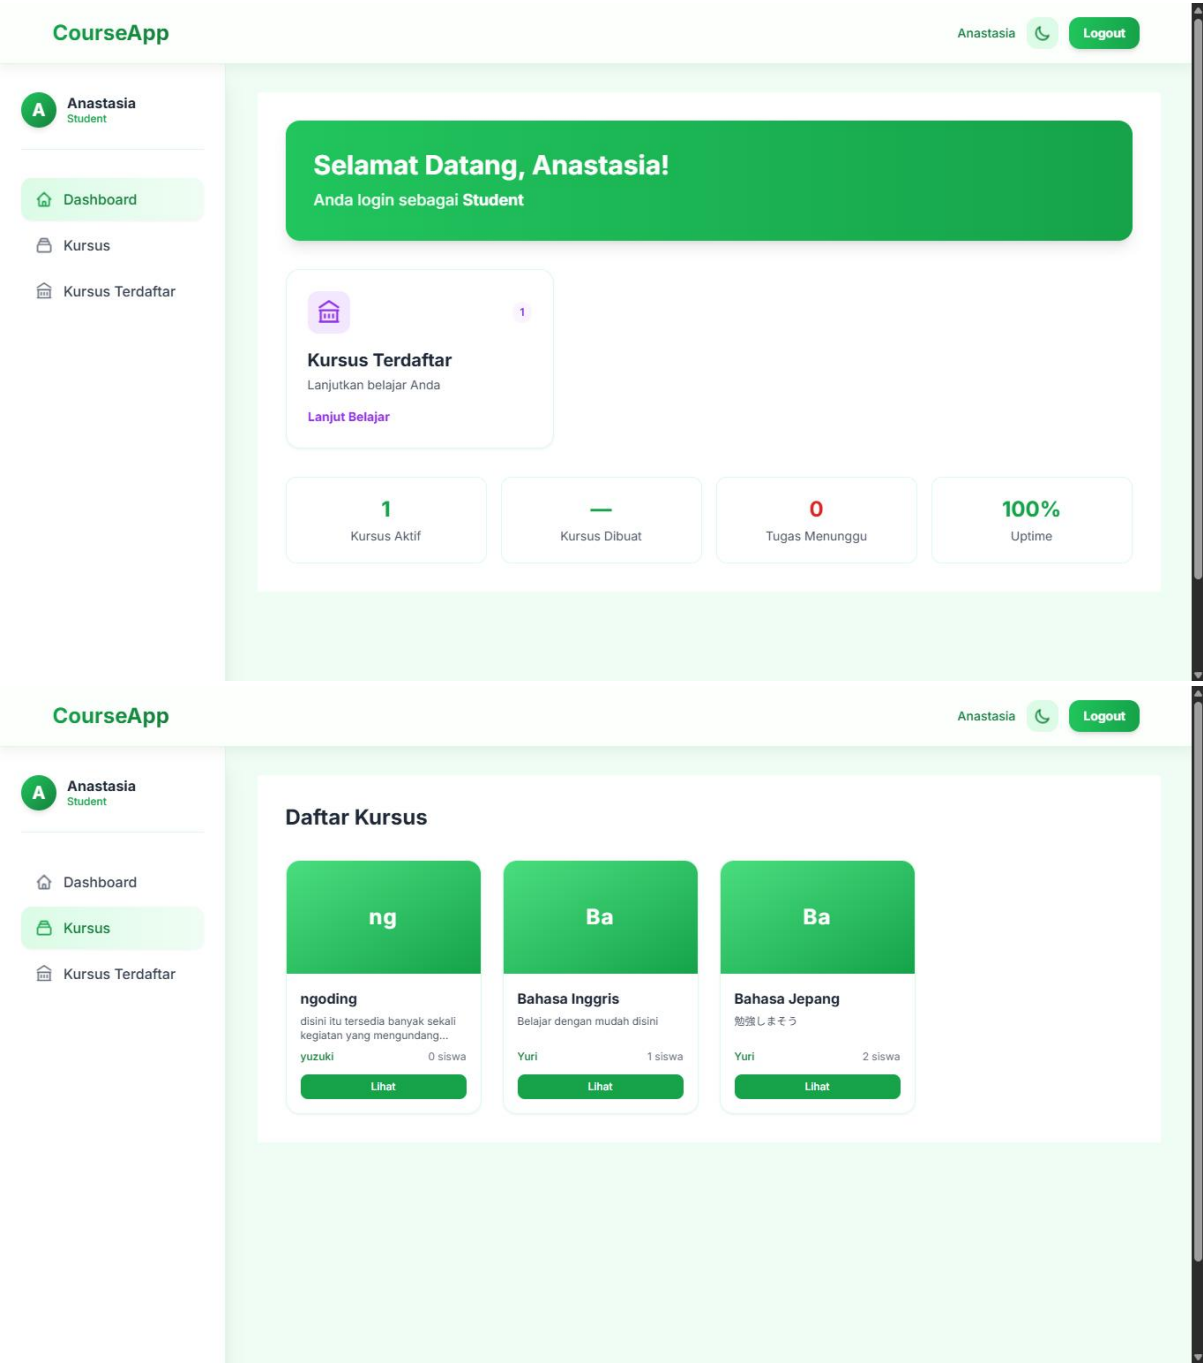 CourseApp
Anastasia
Logout
A
Anastasia
Student
Dashboard
Kursus
Kursus Terdaftar
Selamat Datang, Anastasia!
Anda login sebagai Student
1
Kursus Terdaftar
Lanjutkan belajar Anda
Lanjut Belajar
1
Kursus Aktif
—
Kursus Dibuat
0
Tugas Menunggu
100%
Uptime
CourseApp
Anastasia
Logout
A
Anastasia
Student
Dashboard
Kursus
Kursus Terdaftar
Daftar Kursus
ng
ngoding
disini itu tersedia banyak sekali
kegiatan yang mengundang...
yuzuki
0 siswa
Lihat
Ba
Bahasa Inggris
Belajar dengan mudah disini
Yuri
1 siswa
Lihat
Ba
Bahasa Jepang
勉強しまそう
Yuri
2 siswa
Lihat